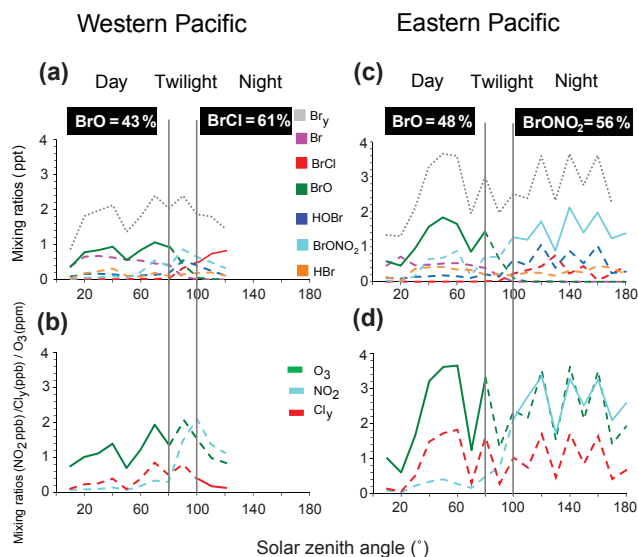 Western Pacific
Eastern Pacific
(a)
Day Twilight Night
BrO = 43%
BrCl = 61%
Mixing ratios (ppt)
4
3
2
1
0
20 60 100 140 180
Br_y
Br
BrCl
BrO
HOBr
BrONO₂
HBr
(c)
Day Twilight Night
BrO = 48%
BrONO₂= 56%
4
3
2
1
0
20 60 100 140 180
(b)
Mixing ratios (NO₂ ppb) /Cl_y(ppb) / O₃(ppm)
4
3
2
1
0
20 60 100 140 180
O₃
NO₂
Cl_y
(d)
4
3
2
1
0
20 60 100 140 180
Solar zenith angle (°)